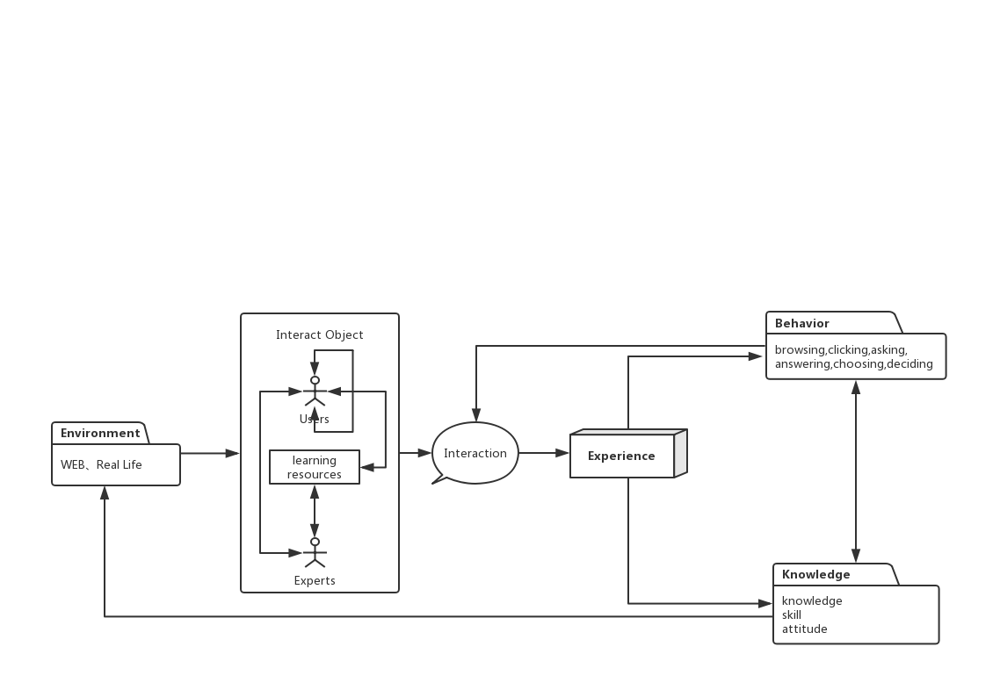 Behavior
browsing,clicking,asking,
answering,choosing,deciding
Interact Object
Users
Environment
WEB、Real Life
learning
resources
Interaction
Experience
Experts
Knowledge
knowledge
skill
attitude